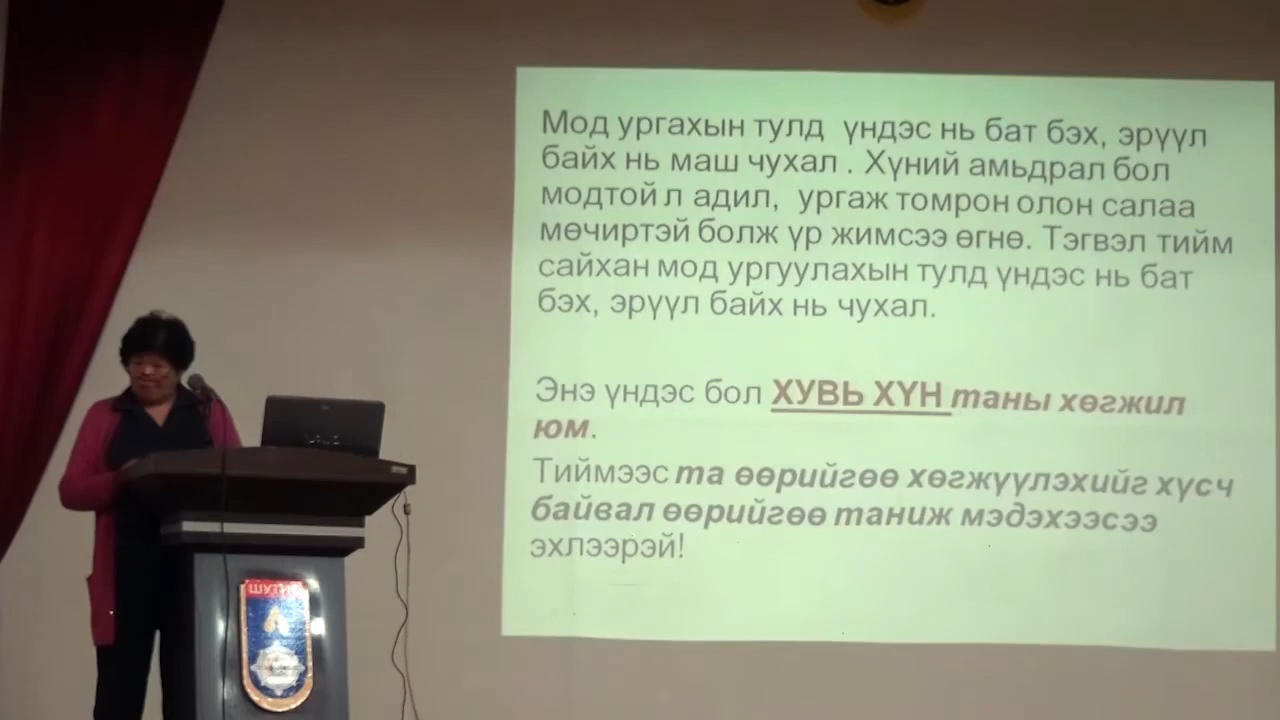 Мод ургахын тулд үндэс нь бат бэх, эрүүл
байх нь маш чухал . Хүний амьдрал бол
модтой л адил, ургаж томрон олон салаа
мөчиртэй болж үр жимсээ өгнө. Тэгвэл тийм
сайхан мод ургуулахын тулд үндэс нь бат
бэх, эрүүл байх нь чухал.
Энэ үндэс бол ХУВЬ ХҮН таны хөгжил
юм.
Тиймээс та өөрийгөө хөгжүүлэхийг хүсч
байвал өөрийгөө таниж мэдэхээсээ
эхлээрэй!
ШУТИС